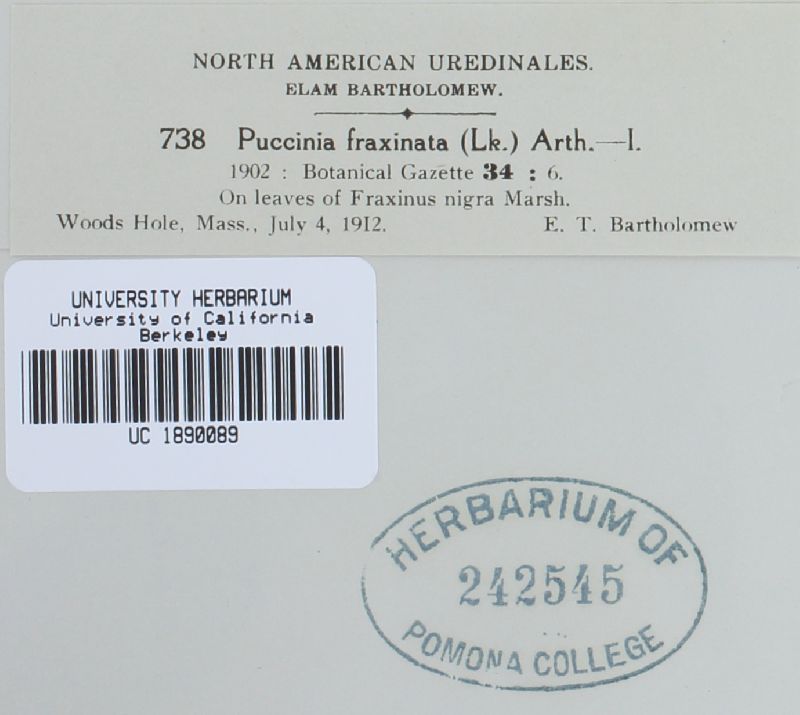 NORTH AMERICAN UREDINALES.
ELAM BARTHOLOMEW.
738 Puccinia fraxinata (Lk.) Arth.—I.
1902 : Botanical Gazette 34 : 6.
On leaves of Fraxinus nigra Marsh.
Woods Hole, Mass., July 4, 1912. E. T. Bartholomew
UNIVERSITY HERBARIUM
University of California
Berkeley
UC 1890089
HERBARIUM OF
242545
POMONA COLLEGE